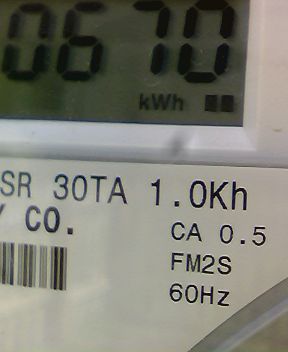 0670
kWh
SR 30TA 1.0Kh
Y CO.
CA 0.5
FM2S
60Hz